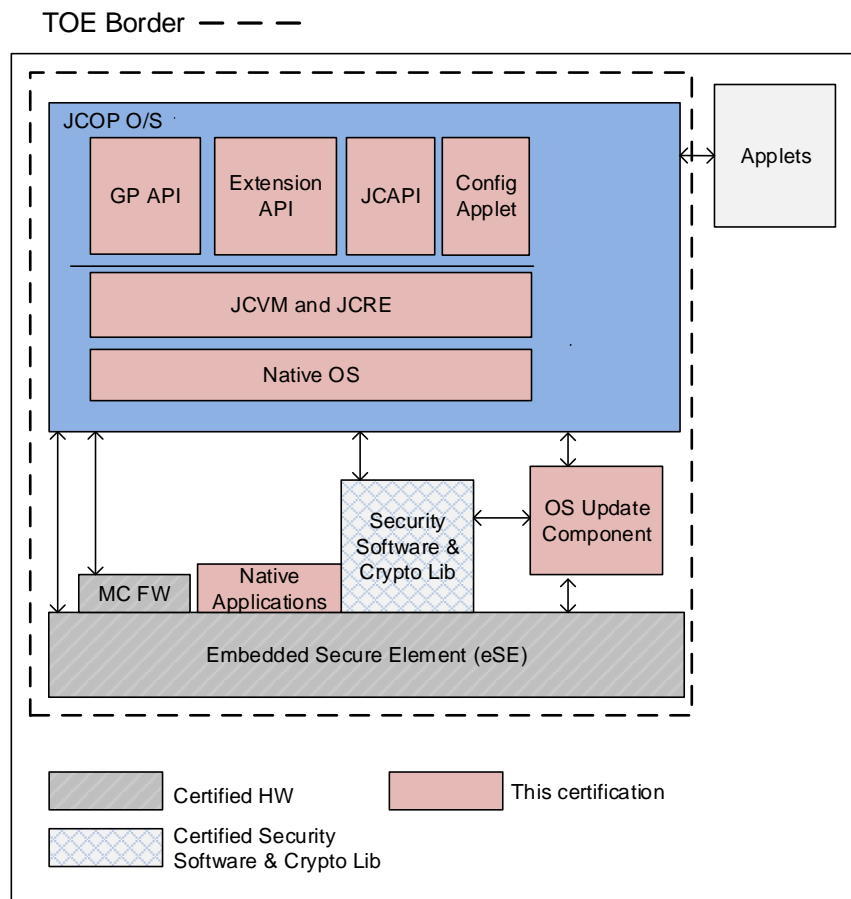 TOE Border
JCOP O/S
GP API
Extension
API
JCAPI
Config
Applet
Applets
JCVM and JCRE
Native OS
Security
Software &
Crypto Lib
OS Update
Component
MC FW
Native
Applications
Embedded Secure Element (eSE)
Certified HW
This certification
Certified Security
Software & Crypto Lib